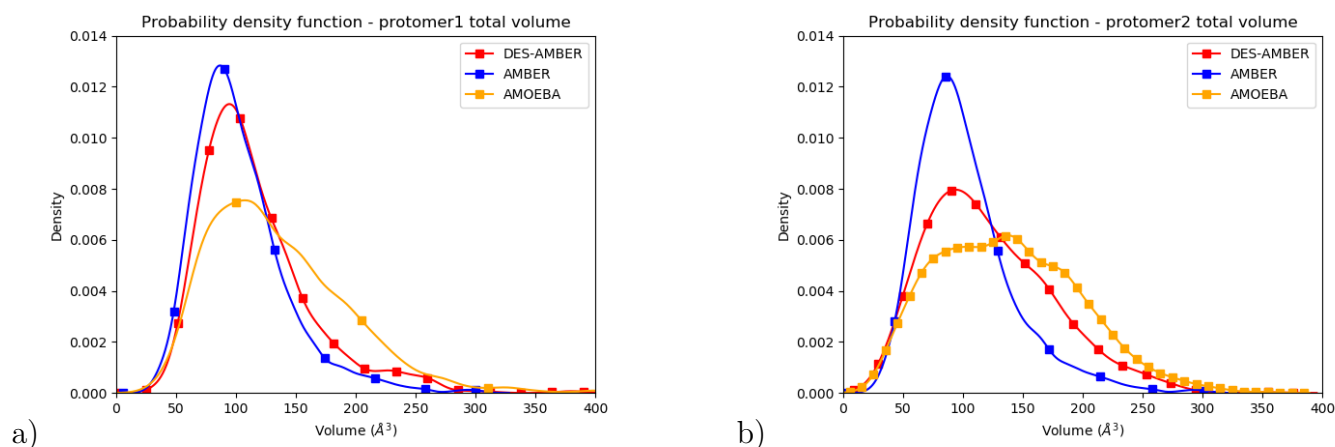 Probability density function - protomer1 total volume
0.014
0.012
0.010
0.008
0.006
0.004
0.002
0.000
Density
0 50 100 150 200 250 300 350 400
Volume (Å³)
DES-AMBER
AMBER
AMOEBA
a)
Probability density function - protomer2 total volume
0.014
0.012
0.010
0.008
0.006
0.004
0.002
0.000
Density
0 50 100 150 200 250 300 350 400
Volume (Å³)
DES-AMBER
AMBER
AMOEBA
b)